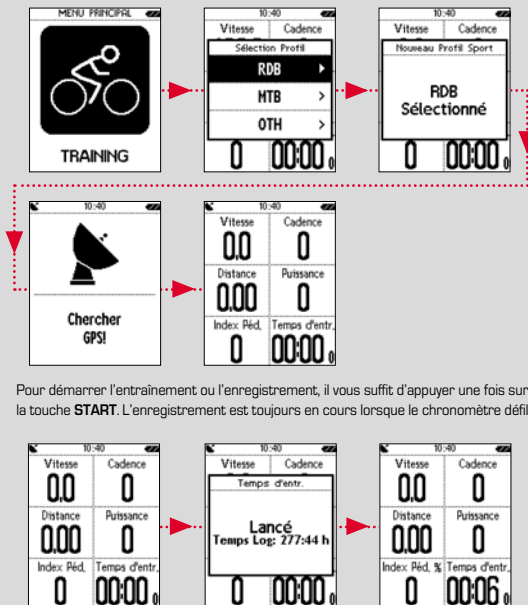 MENU PRINCIPAL
TRAINING
10:40
Vitesse Cadence
Sélection Profil
RDB
MTB >
OTH >
0 00:00 0
10:40
Vitesse Cadence
Nouveau Profil Sport
RDB
Sélectionné
0 00:00 0
10:40
Chercher
GPS!
10:40
Vitesse Cadence
0.0 0
Distance Puissance
0.00 0
Index Péd. Temps d'entr.
0 00:00 0
Pour démarrer l'entraînement ou l'enregistrement, il vous suffit d'appuyer une fois sur
la touche START. L'enregistrement est toujours en cours lorsque le chronomètre défil
10:40
Vitesse Cadence
0.0 0
Distance Puissance
0.00 0
Index Péd. Temps d'entr.
0 00:00 0
10:40
Vitesse Cadence
Temps d'entr.
Lancé
Temps Log: 277:44 h
0 00:00 0
10:40
Vitesse Cadence
0.0 0
Distance Puissance
0.00 0
Index Péd. % Temps d'entr.
0 00:06 0